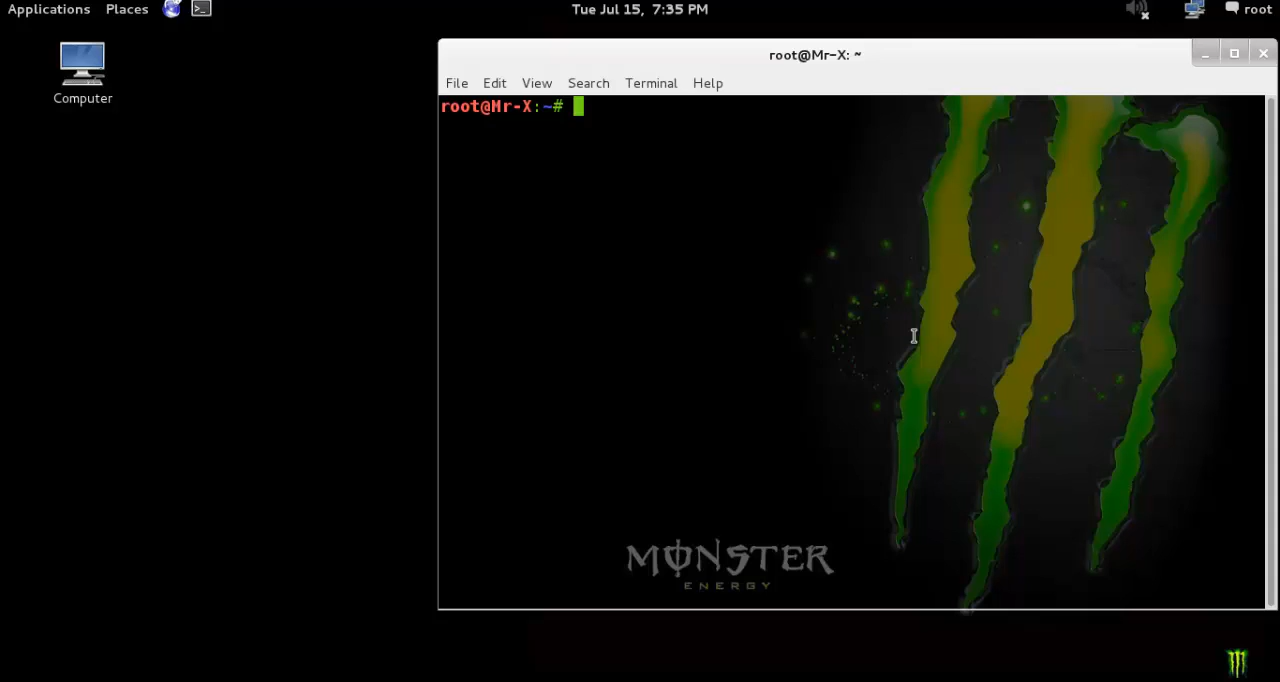 Applications Places Tue Jul 15, 7:35 PM root
Computer
root@Mr-X: ~
File Edit View Search Terminal Help
root@Mr-X:~#
MONSTER
ENERGY